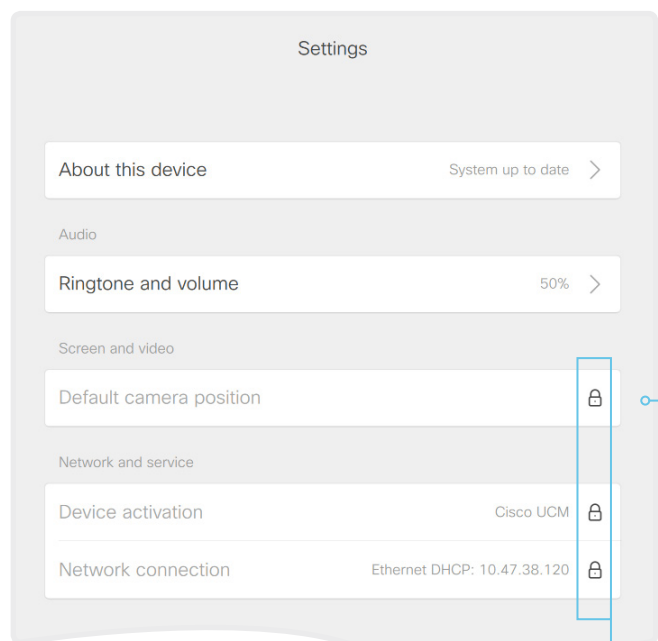 Settings
About this device System up to date
Audio
Ringtone and volume 50%
Screen and video
Default camera position
Network and service
Device activation Cisco UCM
Network connection Ethernet DHCP: 10.47.38.120